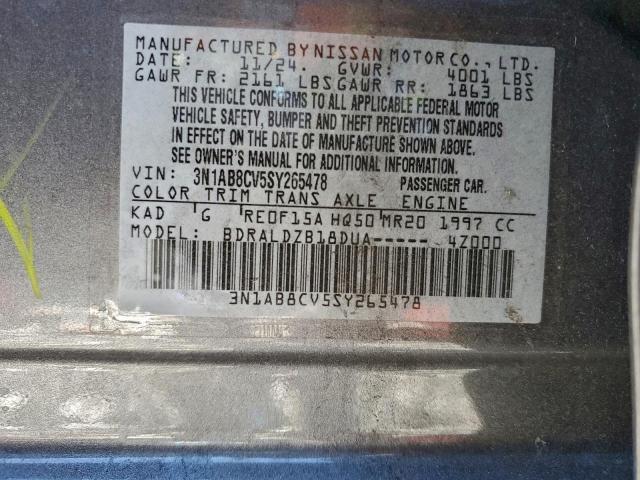 MANUFACTURED BY NISSAN MOTOR CO., LTD.
DATE: 11/24. GVWR: 4001 LBS
GAWR FR: 2161 LBS GAWR RR: 1863 LBS
THIS VEHICLE CONFORMS TO ALL APPLICABLE FEDERAL MOTOR
VEHICLE SAFETY, BUMPER AND THEFT PREVENTION STANDARDS
IN EFFECT ON THE DATE OF MANUFACTURE SHOWN ABOVE.
SEE OWNER'S MANUAL FOR ADDITIONAL INFORMATION.
VIN: 3N1AB8CV5SY265478 PASSENGER CAR.
COLOR TRIM TRANS AXLE ENGINE
KAD G RE0F15A HQ50 MR20 1997 CC
MODEL: BDRALDZB18DUA----- 4Z000
3N1AB8CV5SY265478